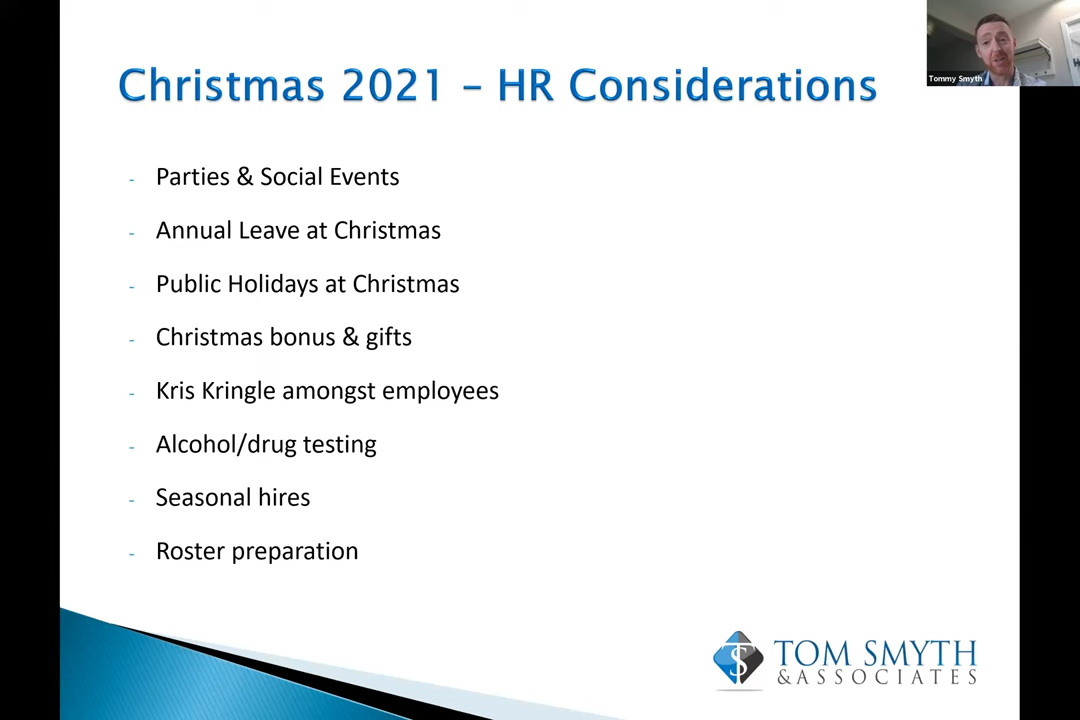 Christmas 2021 – HR Considerations
Tommy Smyth
- Parties & Social Events
- Annual Leave at Christmas
- Public Holidays at Christmas
- Christmas bonus & gifts
- Kris Kringle amongst employees
- Alcohol/drug testing
- Seasonal hires
- Roster preparation
TOM SMYTH
& ASSOCIATES